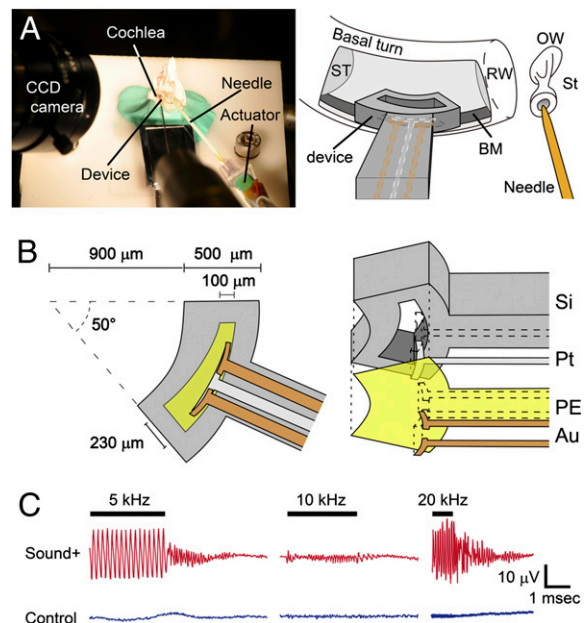 A
Cochlea
CCD
camera
Needle
Actuator
Device
Basal turn
OW
ST
RW
St
device
BM
Needle
B
900 μm
500 μm
100 μm
50°
230 μm
Si
Pt
PE
Au
C
5 kHz
10 kHz
20 kHz
Sound+
10 μV
1 msec
Control